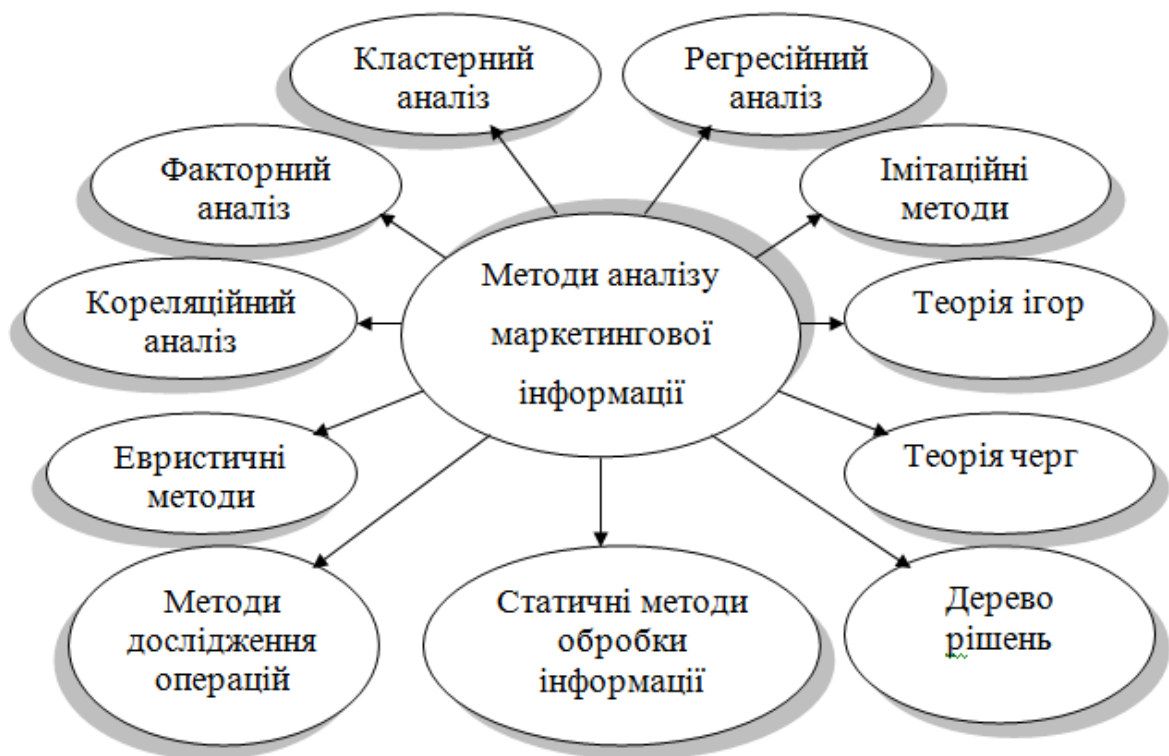 Кластерний
аналіз
Регресійний
аналіз
Факторний
аналіз
Імітаційні
методи
Методи аналізу
маркетингової
інформації
Кореляційний
аналіз
Теорія ігор
Евристичні
методи
Теорія черг
Методи
дослідження
операцій
Статичні методи
обробки
інформації
Дерево
рішень